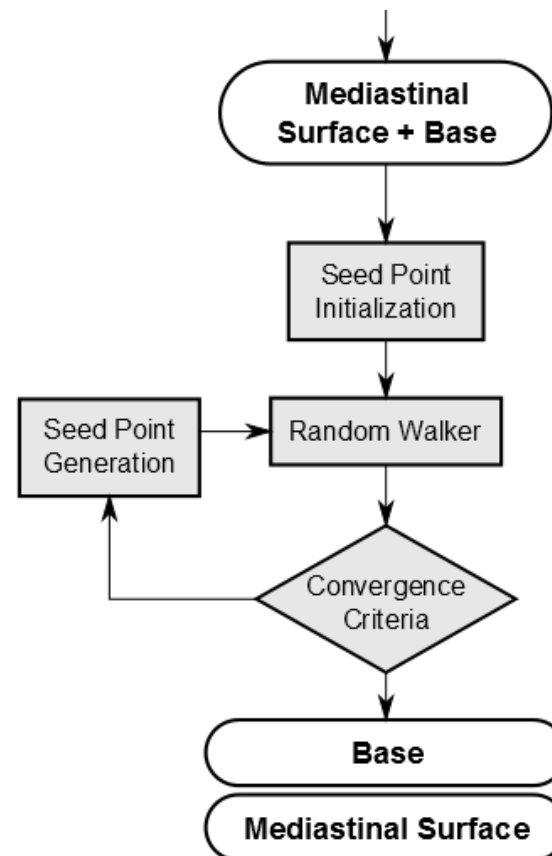 Mediastinal
Surface + Base
Seed Point
Initialization
Seed Point
Generation
Random Walker
Convergence
Criteria
Base
Mediastinal Surface